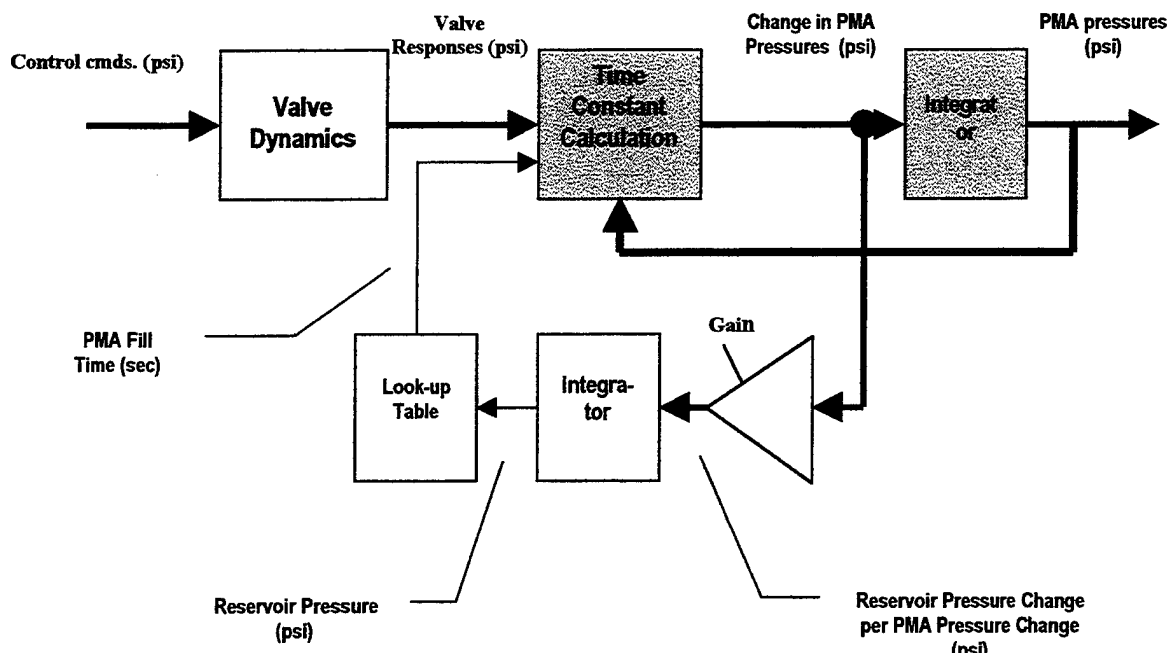 Control cmds. (psi)
Valve
Dynamics
Valve
Responses (psi)
Time
Constant
Calculation
Change in PMA
Pressures (psi)
Integrat
or
PMA pressures
(psi)
PMA Fill
Time (sec)
Look-up
Table
Integra-
tor
Gain
Reservoir Pressure
(psi)
Reservoir Pressure Change
per PMA Pressure Change
(psi)